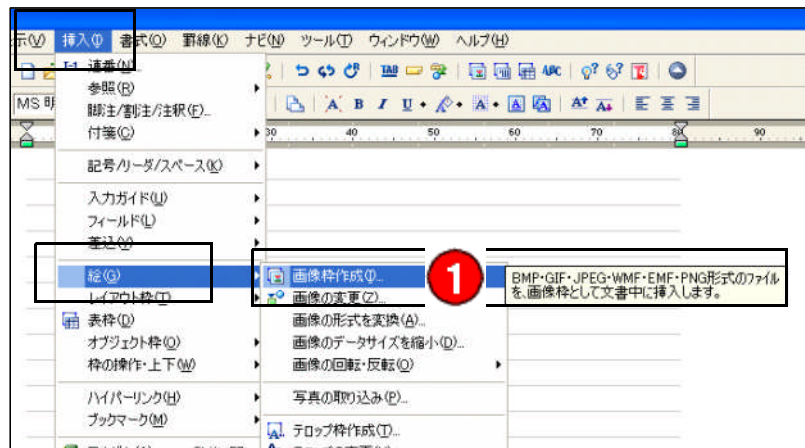 示(V) 挿入(I) 書式(O) 罫線(K) ナビ(N) ツール(T) ウィンドウ(W) ヘルプ(H)
連番(N)...
参照(R)
脚注/割注/注釈(F)...
付箋(C)
記号/リーダ/スペース(K)
入力ガイド(U)
フィールド(L)
差込(V)
絵(G)
レイアウト枠(T)
表枠(D)
オブジェクト枠(O)
枠の操作・上下(W)
ハイパーリンク(H)
ブックマーク(M)
MS 明
ABC
A B I U A A A A
30 40 50 60 70 80 90
画像枠作成(I)...
画像の変更(Z)...
画像の形式を変換(A)...
画像のデータサイズを縮小(D)...
画像の回転・反転(O)
写真の取り込み(P)...
テロップ枠作成(T)...
1
BMP・GIF・JPEG・WMF・EMF・PNG形式のファイル
を、画像枠として文書中に挿入します。